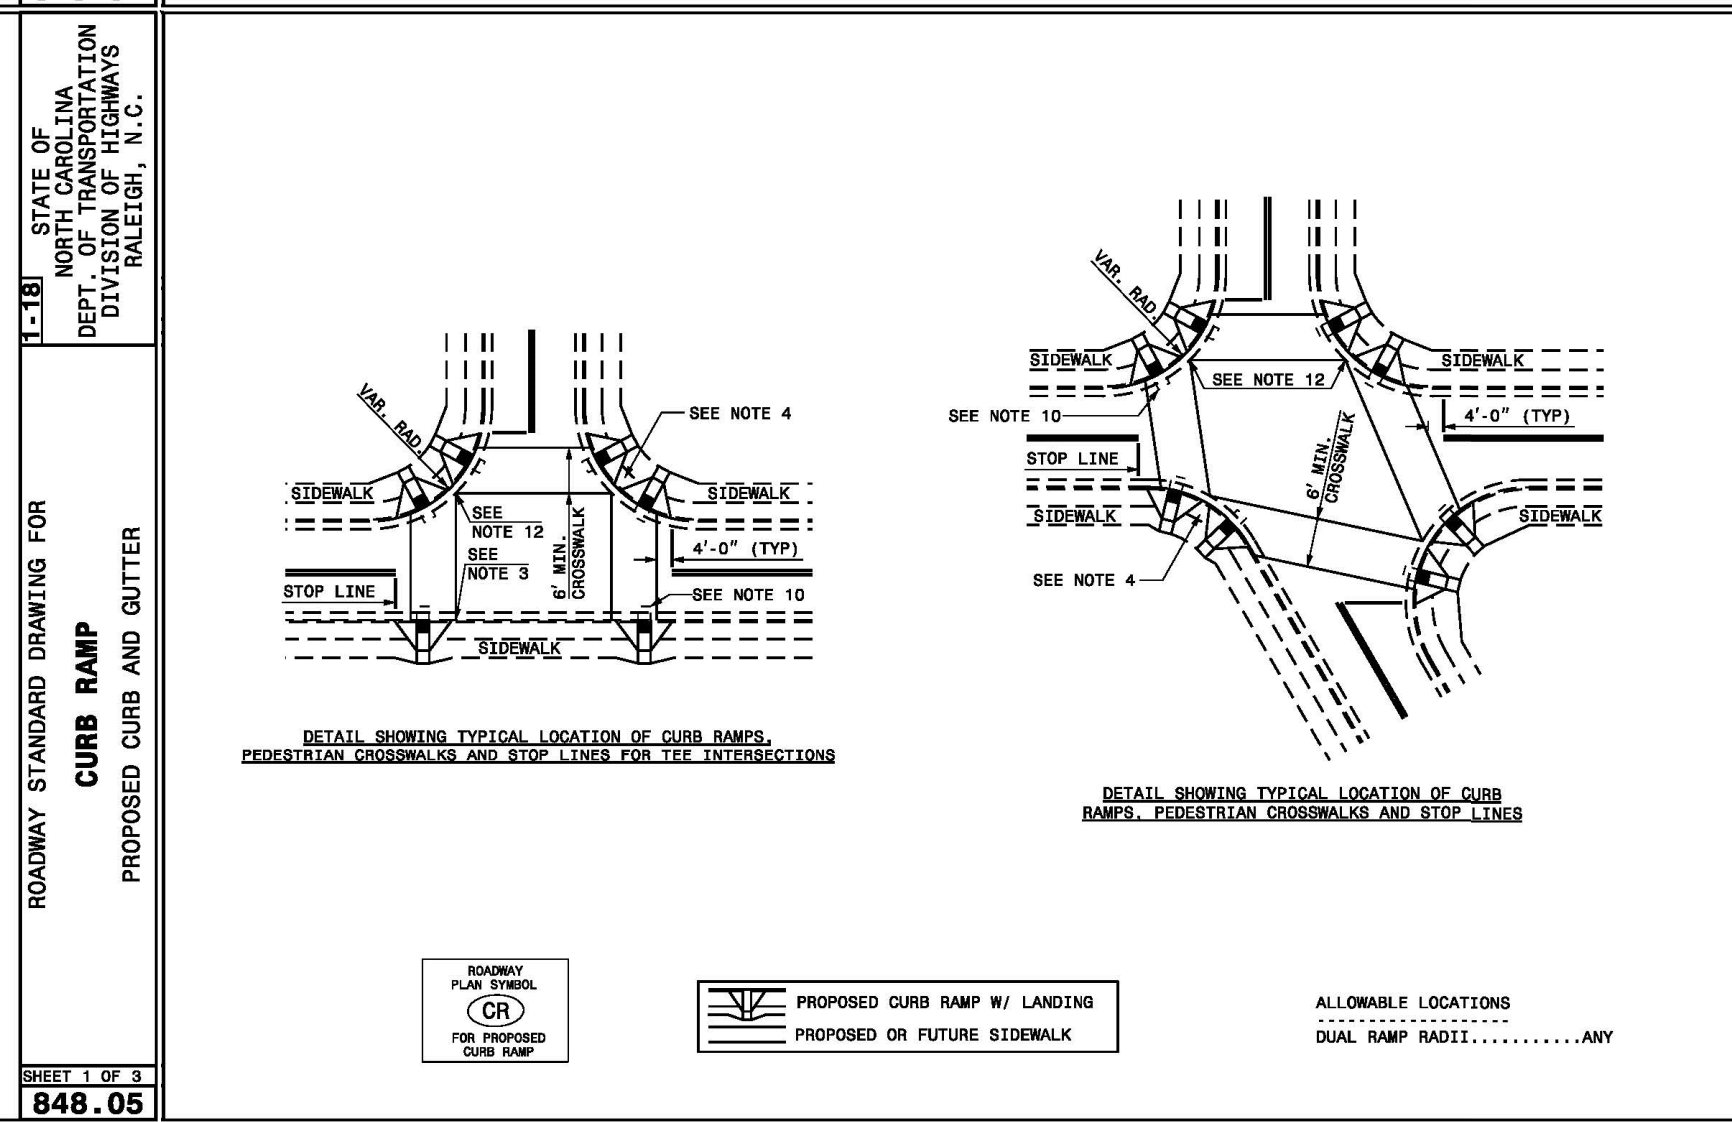 1-18
STATE OF
NORTH CAROLINA
DEPT. OF TRANSPORTATION
DIVISION OF HIGHWAYS
RALEIGH, N.C.
ROADWAY STANDARD DRAWING FOR
CURB RAMP
PROPOSED CURB AND GUTTER
SHEET 1 OF 3
848.05
VAR. RAD.
SEE NOTE 4
SIDEWALK
SIDEWALK
SEE
NOTE 12
SEE
NOTE 3
6' MIN.
CROSSWALK
4'-0" (TYP)
STOP LINE
SEE NOTE 10
SIDEWALK
DETAIL SHOWING TYPICAL LOCATION OF CURB RAMPS,
PEDESTRIAN CROSSWALKS AND STOP LINES FOR TEE INTERSECTIONS
VAR. RAD.
SIDEWALK
SIDEWALK
SEE NOTE 12
SEE NOTE 10
4'-0" (TYP)
6' MIN.
CROSSWALK
STOP LINE
SIDEWALK
SIDEWALK
SEE NOTE 4
DETAIL SHOWING TYPICAL LOCATION OF CURB
RAMPS, PEDESTRIAN CROSSWALKS AND STOP LINES
ROADWAY
PLAN SYMBOL
CR
FOR PROPOSED
CURB RAMP
PROPOSED CURB RAMP W/ LANDING
PROPOSED OR FUTURE SIDEWALK
ALLOWABLE LOCATIONS
DUAL RAMP RADII...........ANY